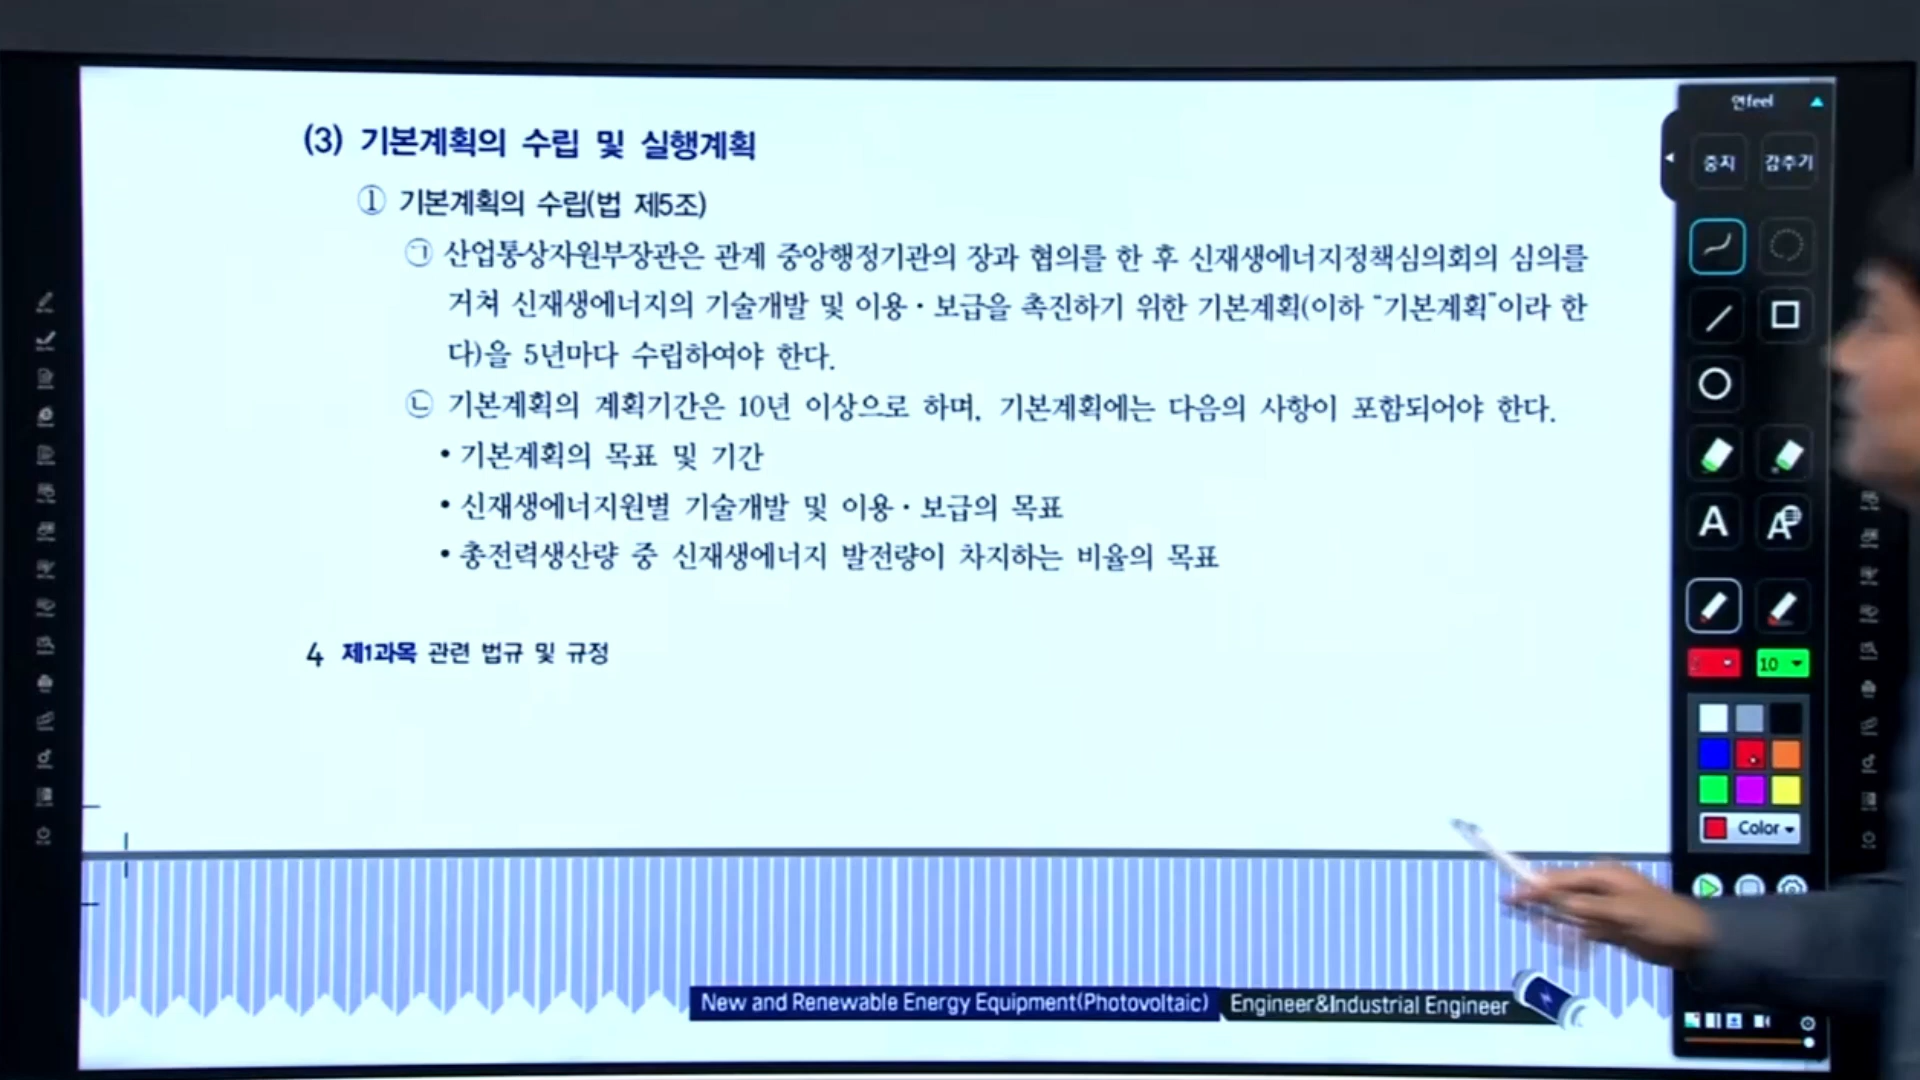 (3) 기본계획의 수립 및 실행계획
① 기본계획의 수립(법 제5조)
㉠ 산업통상자원부장관은 관계 중앙행정기관의 장과 협의를 한 후 신재생에너지정책심의회의 심의를
거쳐 신재생에너지의 기술개발 및 이용·보급을 촉진하기 위한 기본계획(이하 “기본계획”이라 한
다)을 5년마다 수립하여야 한다.
㉡ 기본계획의 계획기간은 10년 이상으로 하며, 기본계획에는 다음의 사항이 포함되어야 한다.
• 기본계획의 목표 및 기간
• 신재생에너지원별 기술개발 및 이용·보급의 목표
• 총전력생산량 중 신재생에너지 발전량이 차지하는 비율의 목표
4 제1과목 관련 법규 및 규정
New and Renewable Energy Equipment(Photovoltaic) Engineer&Industrial Engineer
연feel
중지 감추기
A A
10
Color